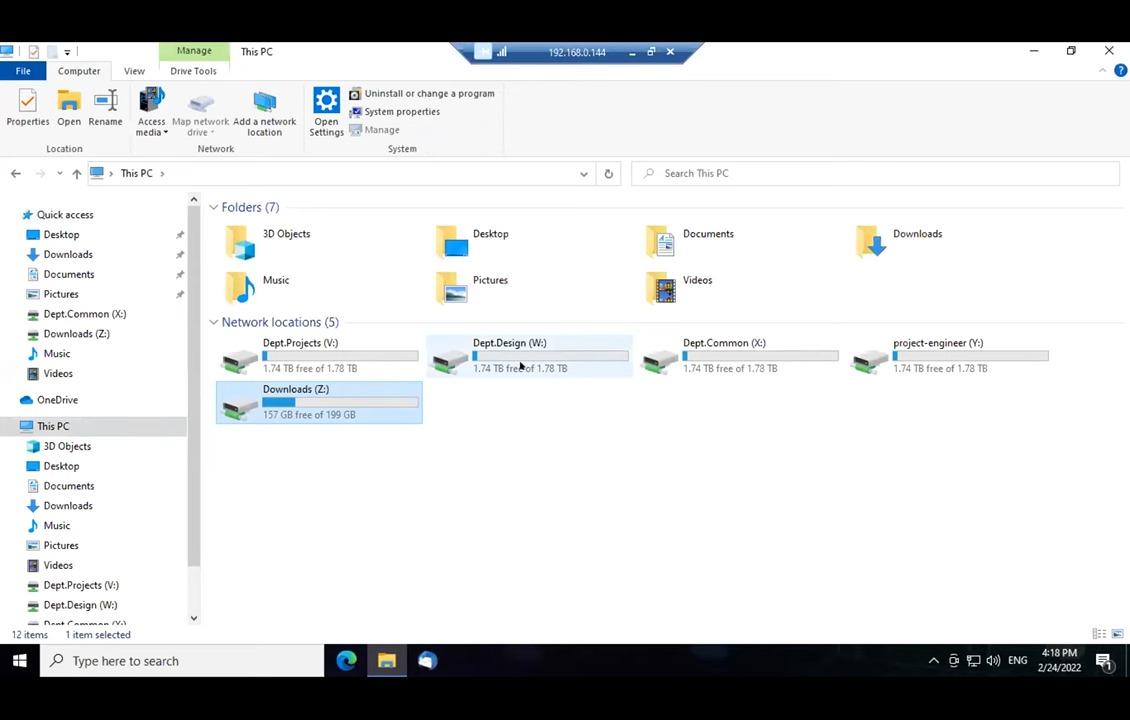 Manage
This PC
192.168.0.144
File
Computer
View
Drive Tools
Properties
Open
Rename
Access media
Map network drive
Add a network location
Open Settings
Uninstall or change a program
System properties
Manage
Location
Network
System
This PC
Search This PC
Quick access
Desktop
Downloads
Documents
Pictures
Dept.Common (X:)
Downloads (Z:)
Music
Videos
OneDrive
This PC
3D Objects
Desktop
Documents
Downloads
Music
Pictures
Videos
Dept.Projects (V:)
Dept.Design (W:)
Dept.Common (X:)
Folders (7)
3D Objects
Desktop
Documents
Downloads
Music
Pictures
Videos
Network locations (5)
Dept.Projects (V:)
1.74 TB free of 1.78 TB
Dept.Design (W:)
1.74 TB free of 1.78 TB
Dept.Common (X:)
1.74 TB free of 1.78 TB
project-engineer (Y:)
1.74 TB free of 1.78 TB
Downloads (Z:)
157 GB free of 199 GB
12 items
1 item selected
Type here to search
ENG
4:18 PM
2/24/2022
1